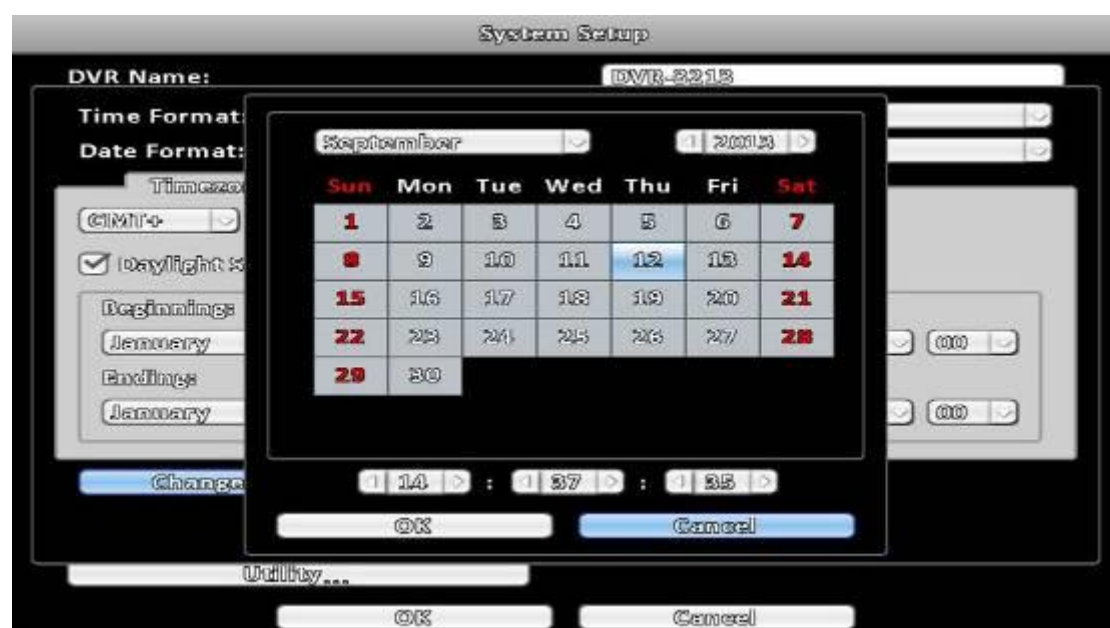 System Setup
DVR Name: DVR-3213
Time Format:
September 2013
Date Format:
Sun Mon Tue Wed Thu Fri Sat
GMT+
1 2 3 4 5 6 7
8 9 10 11 12 13 14
Daylight S
15 16 17 18 19 20 21
Beginning:
22 23 24 25 26 27 28
January 00
29 30
Ending:
January 00
Change
14 : 37 : 35
OK Cancel
Utility...
OK Cancel